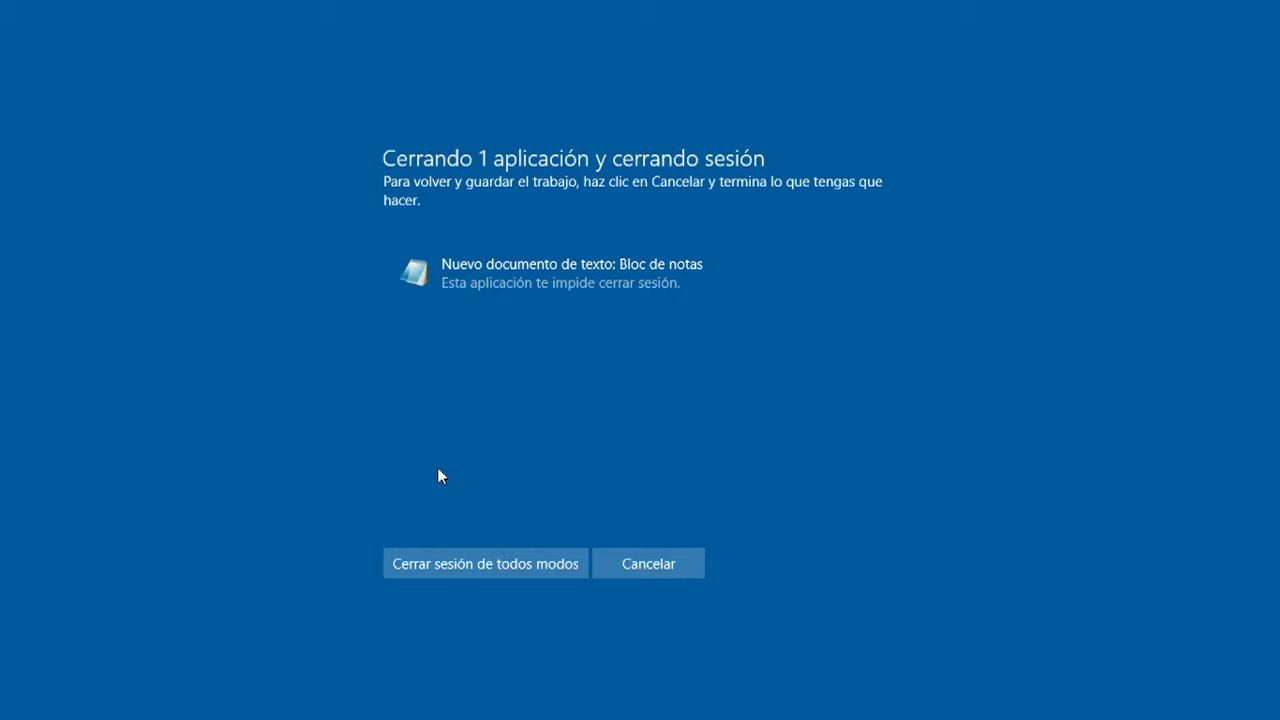 Cerrando 1 aplicación y cerrando sesión
Para volver y guardar el trabajo, haz clic en Cancelar y termina lo que tengas que
hacer.
Nuevo documento de texto: Bloc de notas
Esta aplicación te impide cerrar sesión.
Cerrar sesión de todos modos
Cancelar